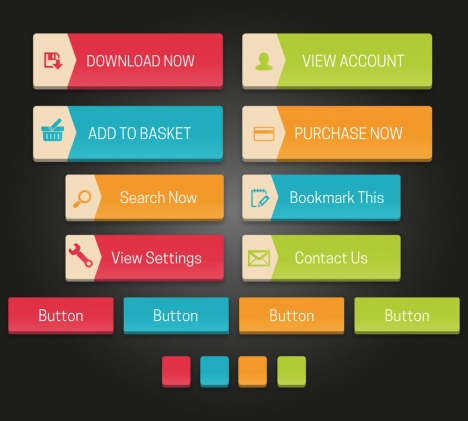 DOWNLOAD NOW
VIEW ACCOUNT
ADD TO BASKET
PURCHASE NOW
Search Now
Bookmark This
View Settings
Contact Us
Button
Button
Button
Button